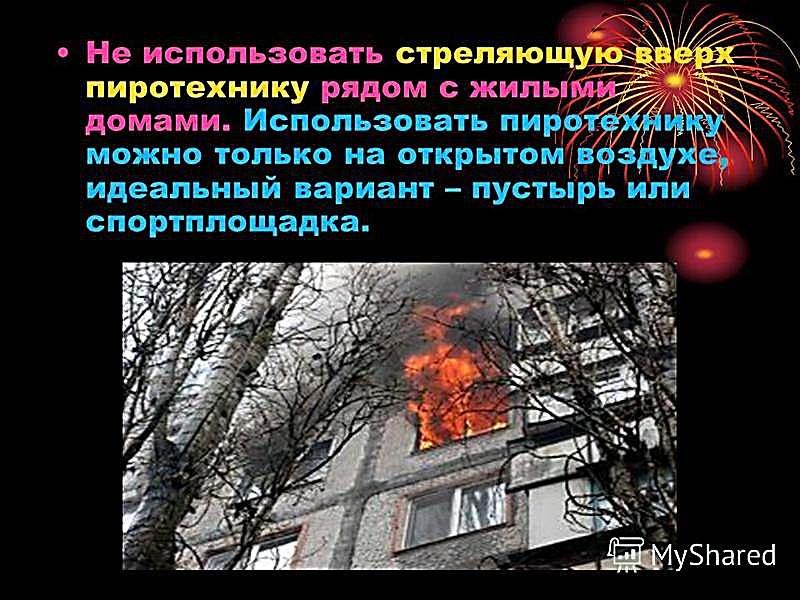 • Не использовать стреляющую вверх
пиротехнику рядом с жилыми
домами. Использовать пиротехнику
можно только на открытом воздухе,
идеальный вариант – пустырь или
спортплощадка.
MyShared